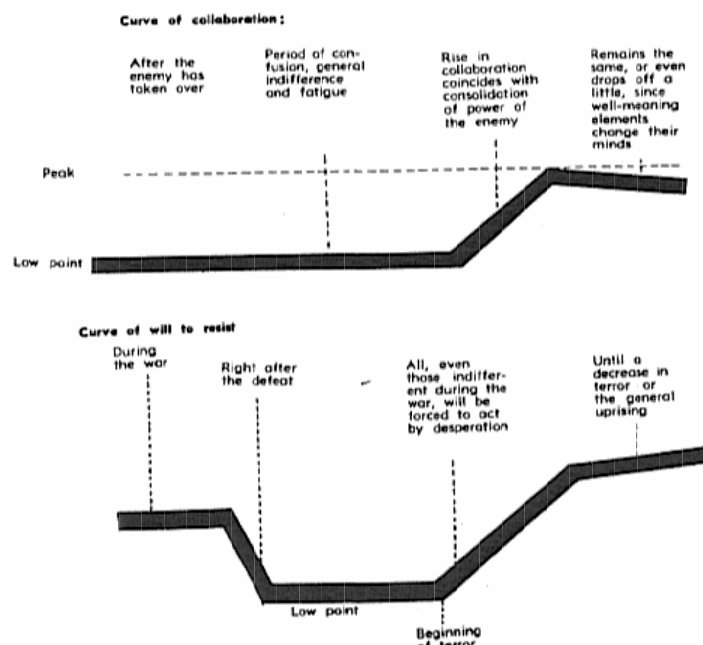 Curve of collaboration:
After the
enemy has
taken over
Period of con-
fusion, general
indifference
and fatigue
Rise in
collaboration
coincides with
consolidation
of power of
the enemy
Remains the
same, or even
drops off a
little, since
well-meaning
elements
change their
minds
Peak
Low point
Curve of will to resist
During
the war
Right after
the defeat
All, even
those indiffer-
ent during the
war, will be
forced to act
by desperation
Until a
decrease in
terror or
the general
uprising
Low point
Beginning
of terror